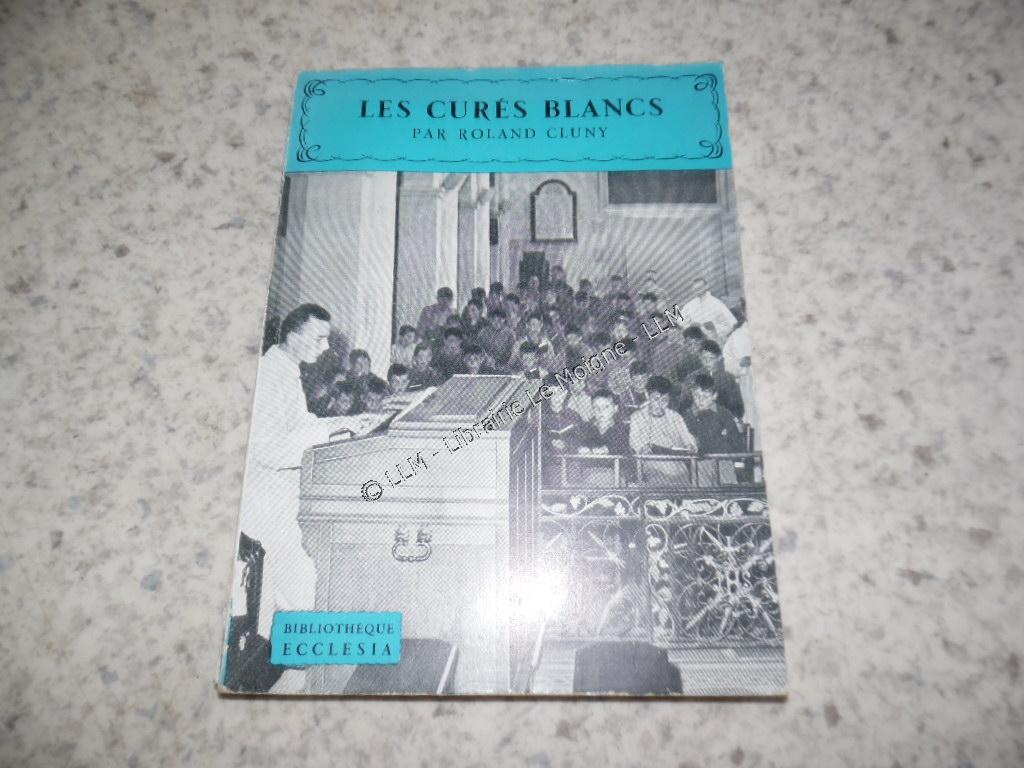 LES CURÉS BLANCS
PAR ROLAND CLUNY
© LLM - Librairie Le Moigne - LLM
BIBLIOTHÈQUE
ECCLESIA